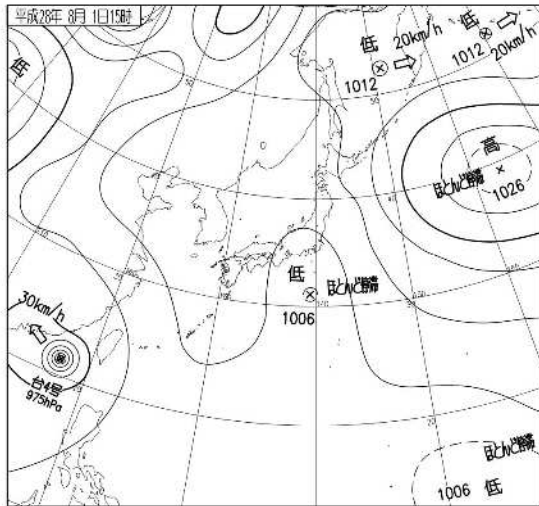 平成28年 8月 1日15時
低
低
20km/h
低
1012
1012
20km/h
高
ほとんど停滞
1026
低
ほとんど停滞
1006
30km/h
台4号
975hPa
ほとんど停滞
1006 低